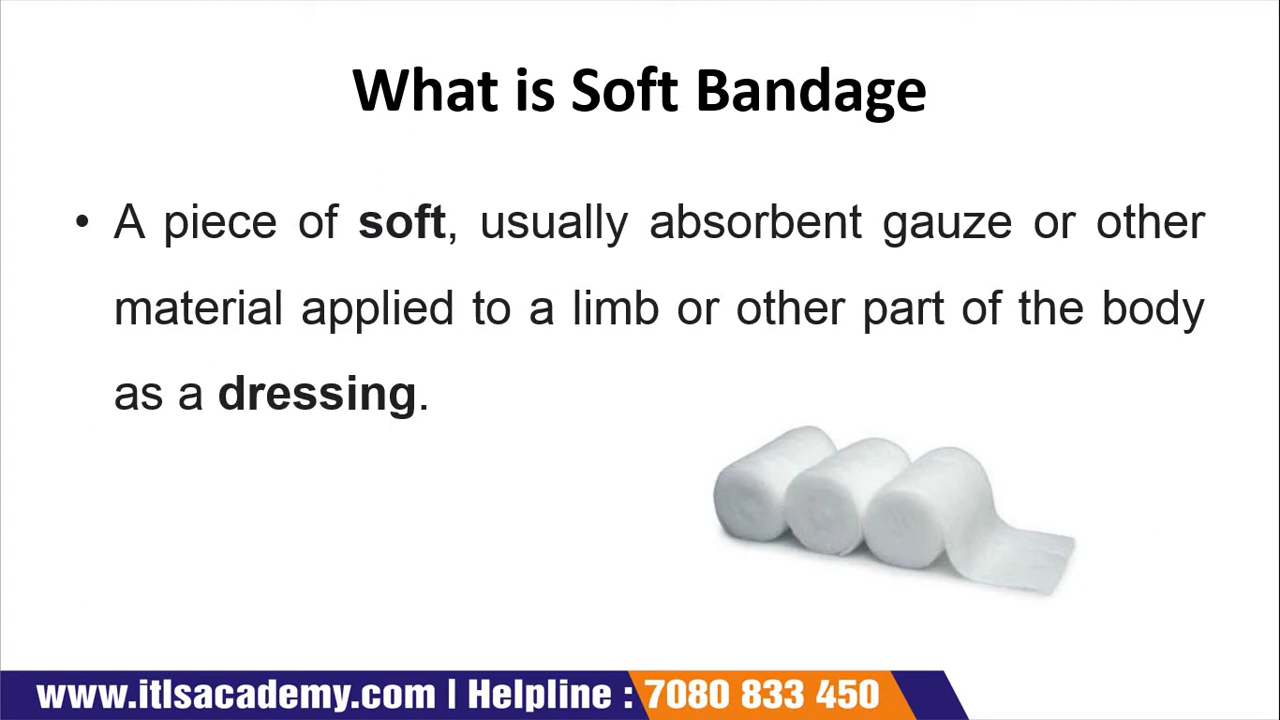 What is Soft Bandage
• A piece of soft, usually absorbent gauze or other
material applied to a limb or other part of the body
as a dressing.
www.itlsacademy.com | Helpline : 7080 833 450